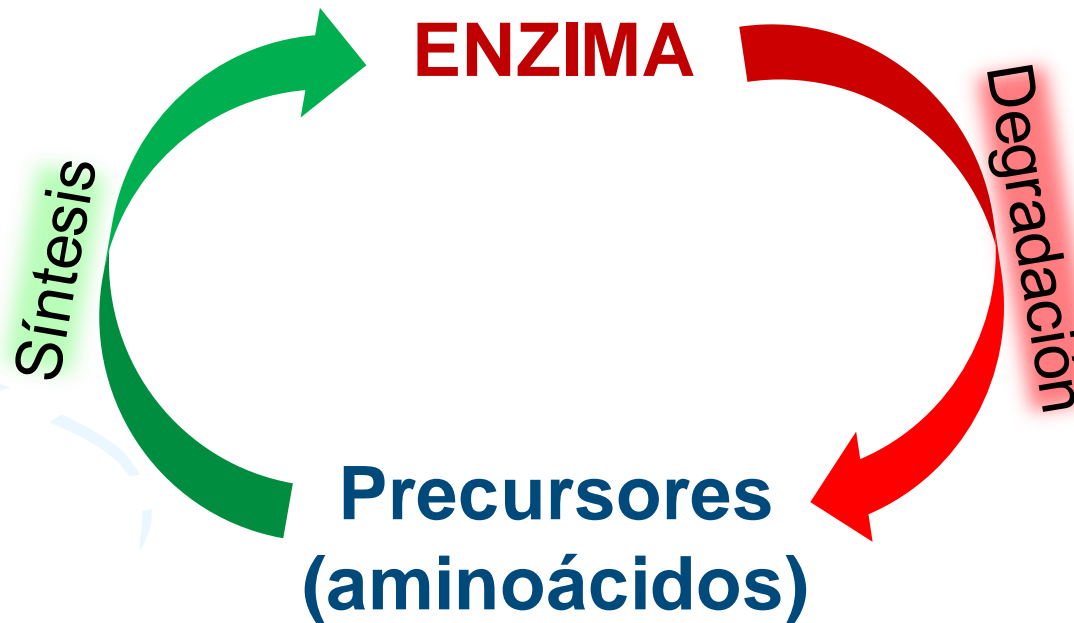 ENZIMA
Síntesis
Degradación
Precursores
(aminoácidos)